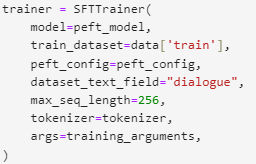 trainer = SFTTrainer(
    model=peft_model,
    train_dataset=data['train'],
    peft_config=peft_config,
    dataset_text_field="dialogue",
    max_seq_length=256,
    tokenizer=tokenizer,
    args=training_arguments,
)